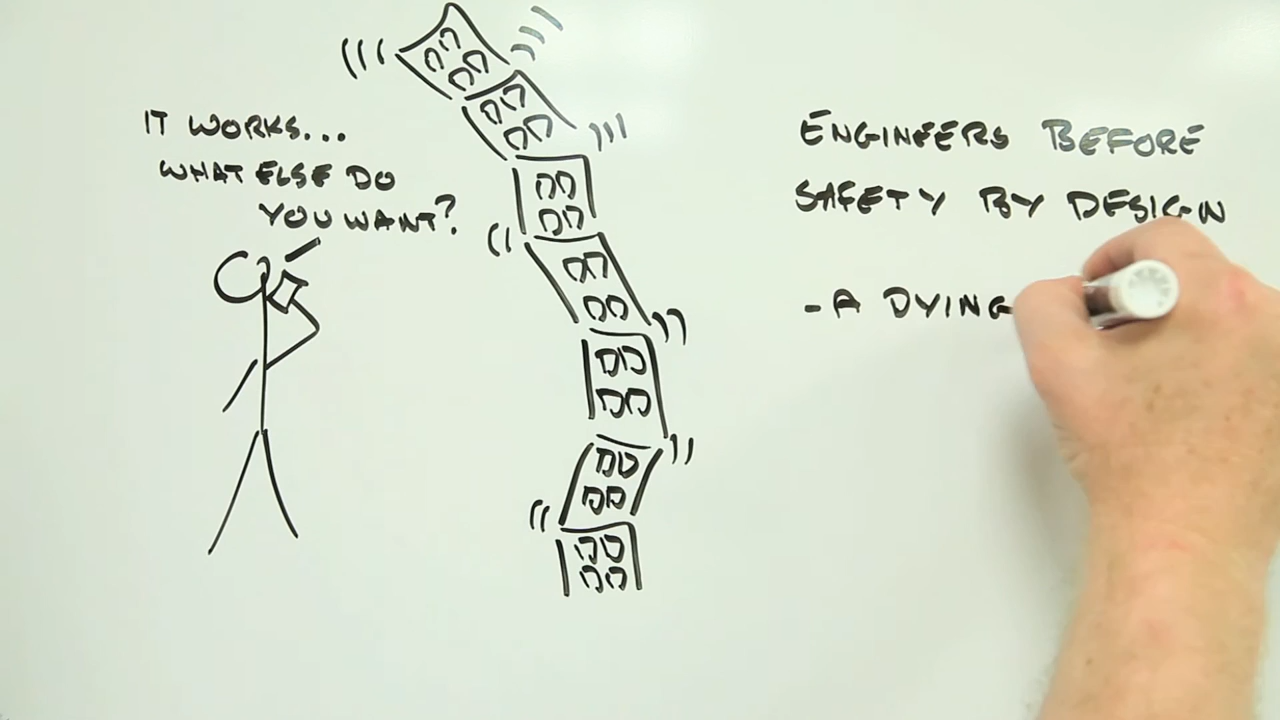 IT WORKS...
WHAT ELSE DO
YOU WANT?
ENGINEERS BEFORE
SAFETY BY DESIGN
- A DYING